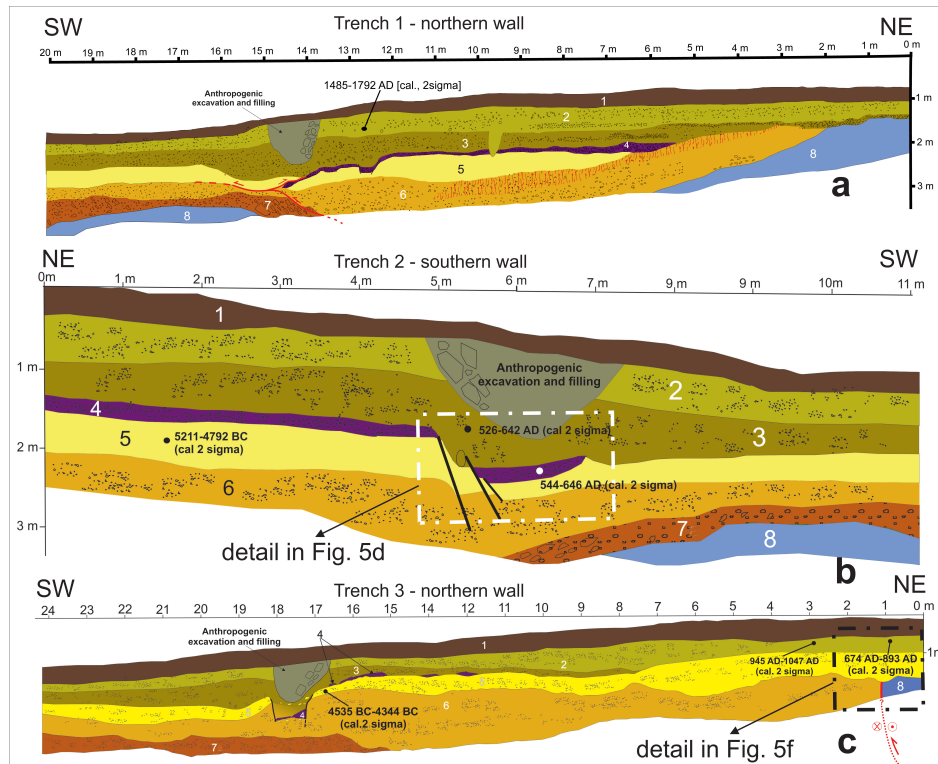 SW
Trench 1 - northern wall
NE
20 m 19 m 18 m 17 m 16 m 15 m 14 m 13 m 12 m 11 m 10 m 9 m 8 m 7 m 6 m 5 m 4 m 3 m 2 m 1 m 0 m
1485-1792 AD [cal., 2sigma]
Anthropogenic
excavation and filling
1 m
1
2
3
4
2 m
5
8
6
3 m
7
8
a
NE
Trench 2 - southern wall
SW
0m 1 m 2 m 3 m 4 m 5 m 6 m 7 m 9 m 9 m 10 m 11 m
1
1 m
Anthropogenic
excavation and filling
2
4
526-642 AD (cal 2 sigma)
3
5
5211-4792 BC
(cal 2 sigma)
2 m
544-646 AD (cal. 2 sigma)
6
3 m
7
8
detail in Fig. 5d
b
SW
Trench 3 - northern wall
NE
24 23 22 21 20 19 18 17 16 15 14 13 12 11 10 9 8 7 6 5 4 3 2 1 0 m
Anthropogenic
excavation and filling
4
1
1m
3
2
945 AD-1047 AD
(cal. 2 sigma)
674 AD-893 AD
(cal. 2 sigma)
8
4535 BC-4344 BC
(cal.2 sigma)
6
4
7
detail in Fig. 5f
c